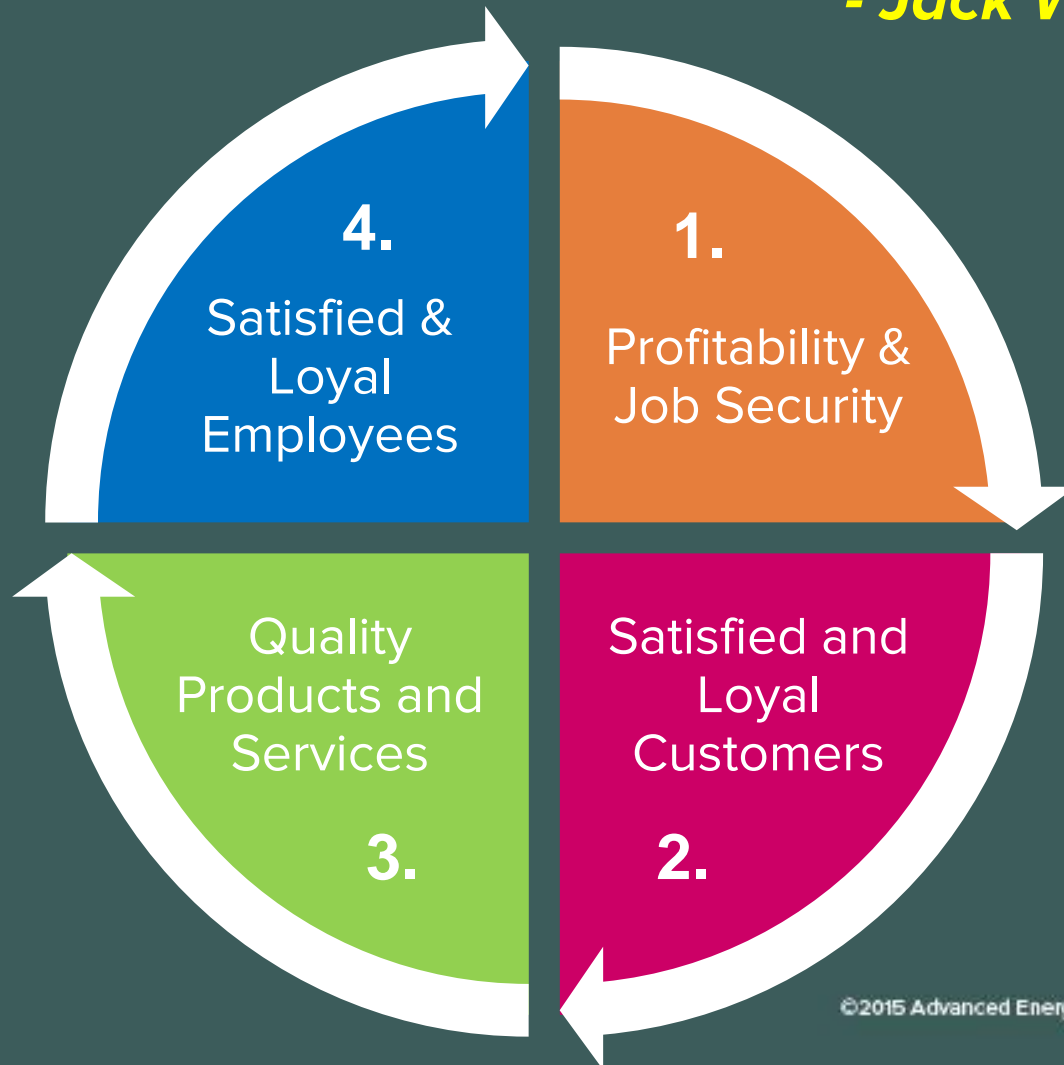 - Jack
4.
Satisfied &
Loyal
Employees
1.
Profitability &
Job Security
Quality
Products and
Services
3.
Satisfied and
Loyal
Customers
2.
©2015 Advanced